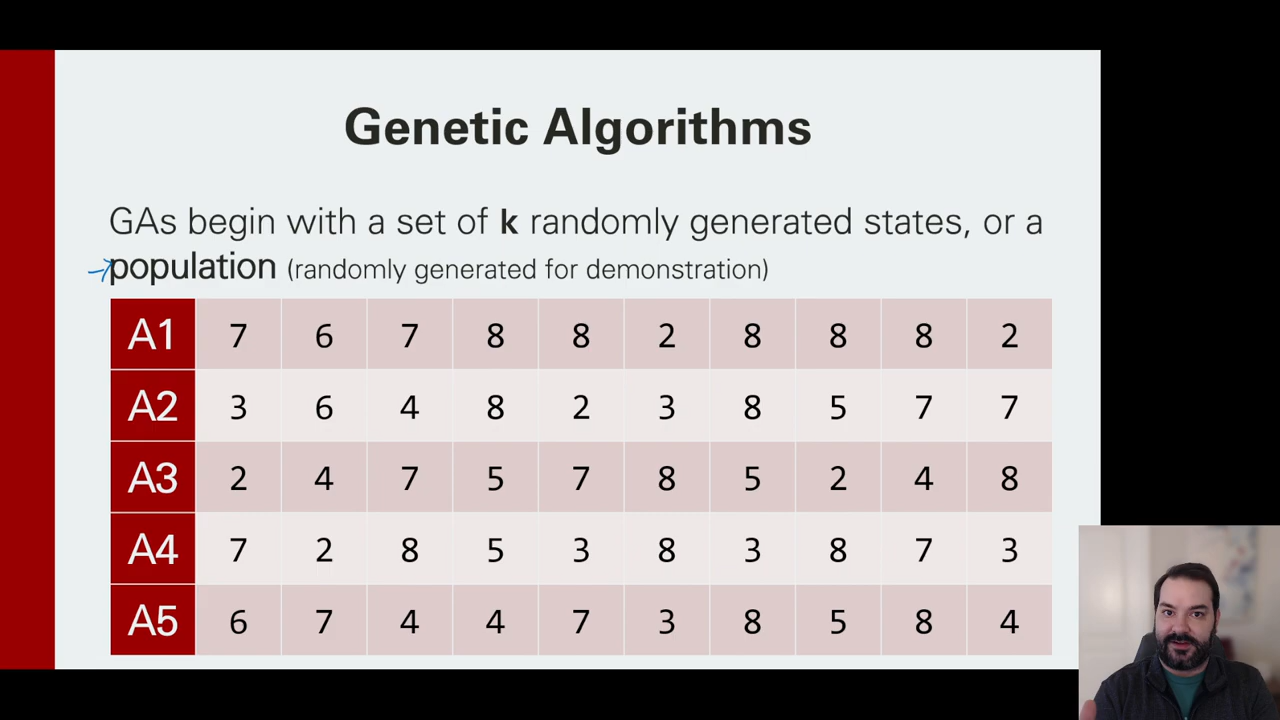 Genetic Algorithms
GAs begin with a set of k randomly generated states, or a
population (randomly generated for demonstration)
A1 7 6 7 8 8 2 8 8 8 2
A2 3 6 4 8 2 3 8 5 7 7
A3 2 4 7 5 7 8 5 2 4 8
A4 7 2 8 5 3 8 3 8 7 3
A5 6 7 4 4 7 3 8 5 8 4